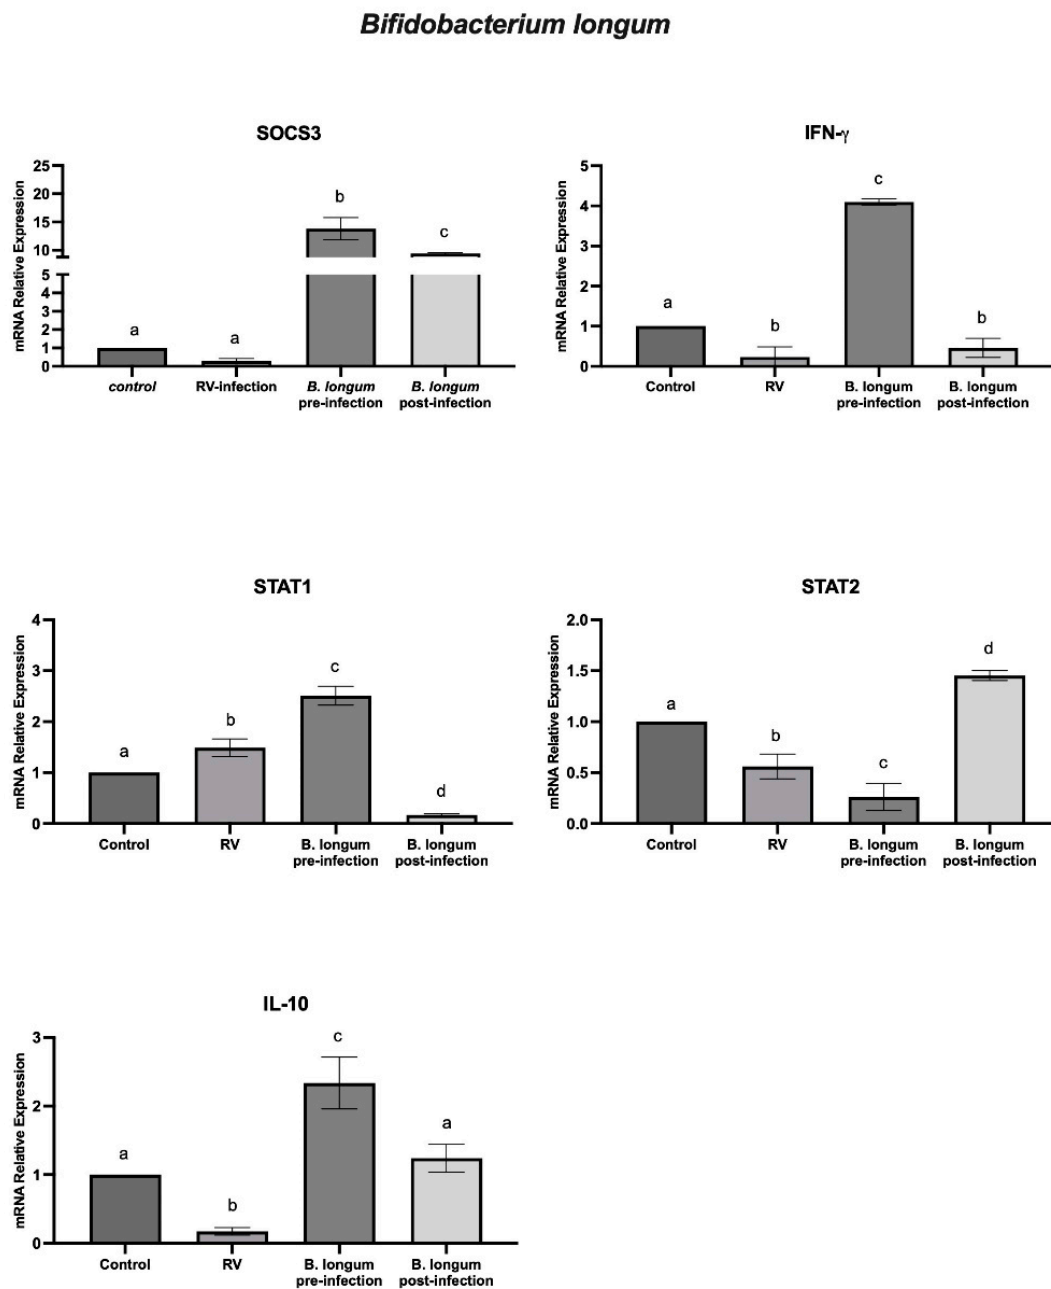 Bifidobacterium longum
SOCS3
mRNA Relative Expression
25
20
15
10
5
4
3
2
1
0
a
a
b
c
control
RV-infection
B. longum
pre-infection
B. longum
post-infection
IFN-γ
mRNA Relative Expression
5
4
3
2
1
0
a
b
c
b
Control
RV
B. longum
pre-infection
B. longum
post-infection
STAT1
mRNA Relative Expression
4
3
2
1
0
a
b
c
d
Control
RV
B. longum
pre-infection
B. longum
post-infection
STAT2
mRNA Relative Expression
2.0
1.5
1.0
0.5
0.0
a
b
c
d
Control
RV
B. longum
pre-infection
B. longum
post-infection
IL-10
mRNA Relative Expression
3
2
1
0
a
b
c
a
Control
RV
B. longum
pre-infection
B. longum
post-infection